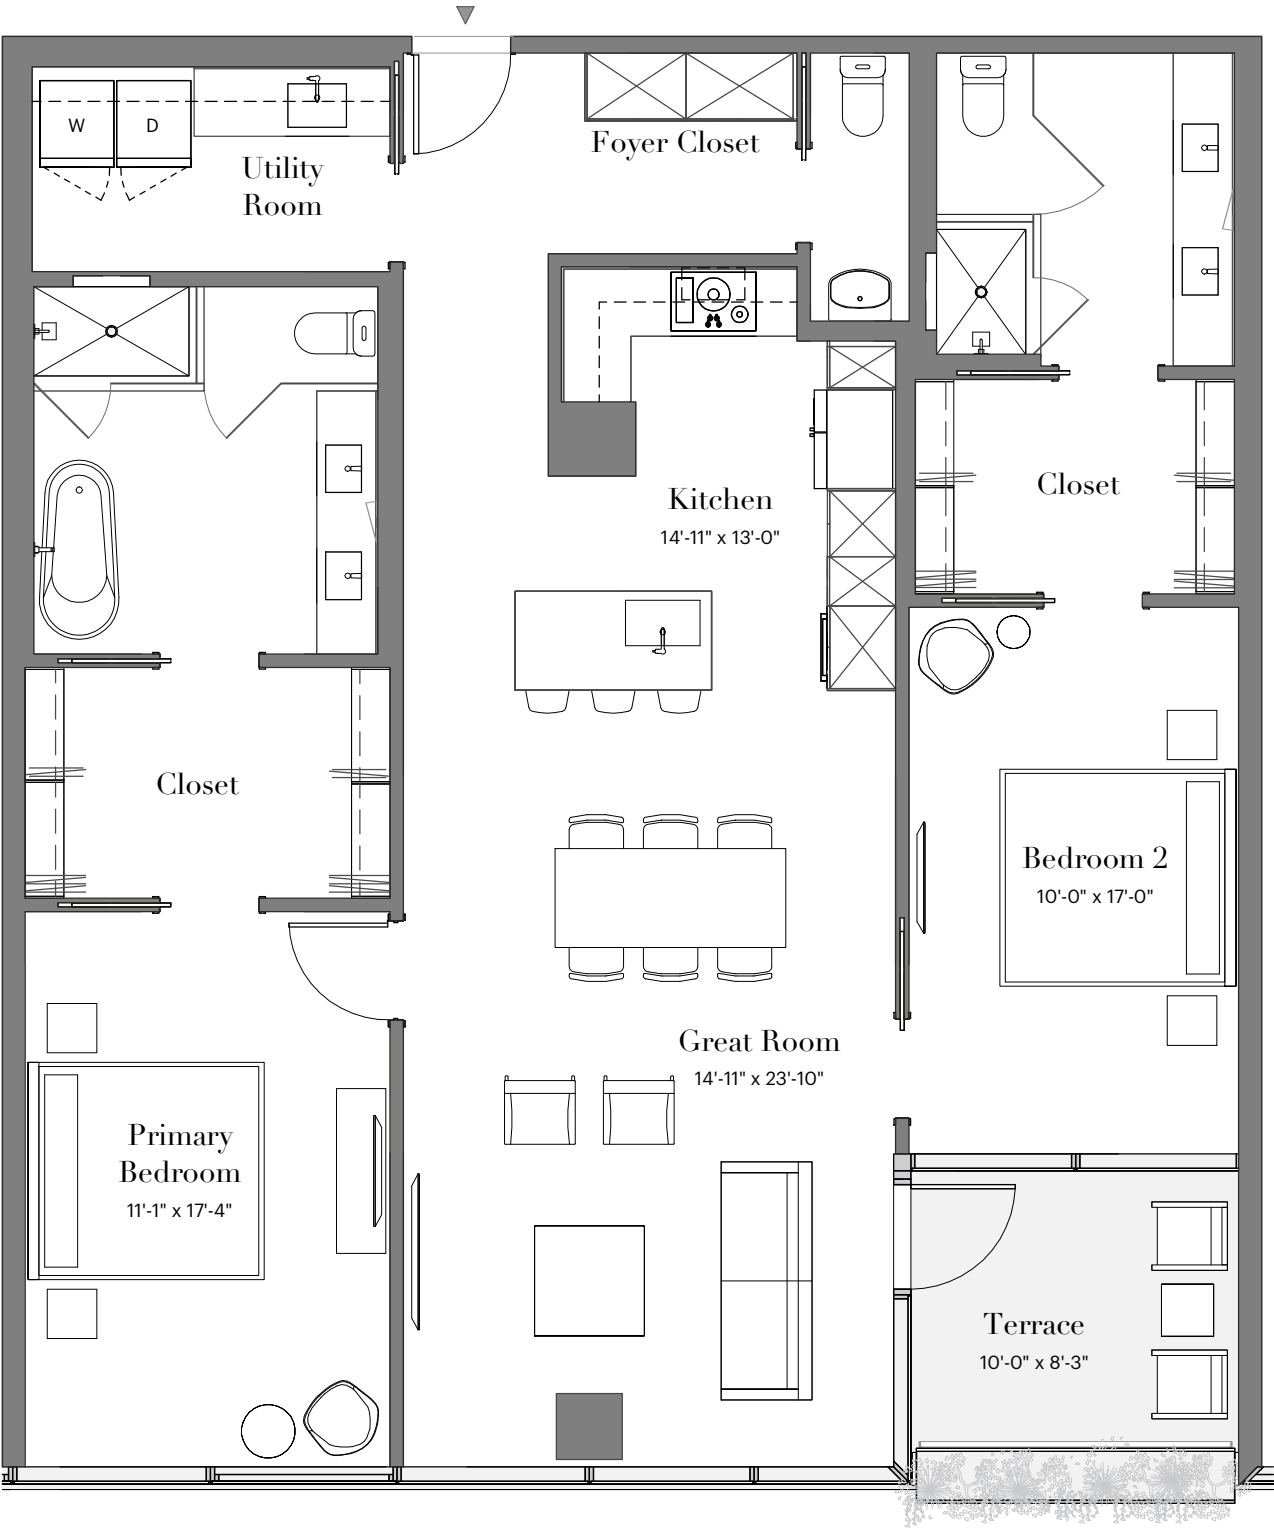 W
D
Utility
Room
Foyer Closet
Kitchen
14'-11" x 13'-0"
Closet
Closet
Bedroom 2
10'-0" x 17'-0"
Great Room
14'-11" x 23'-10"
Primary
Bedroom
11'-1" x 17'-4"
Terrace
10'-0" x 8'-3"